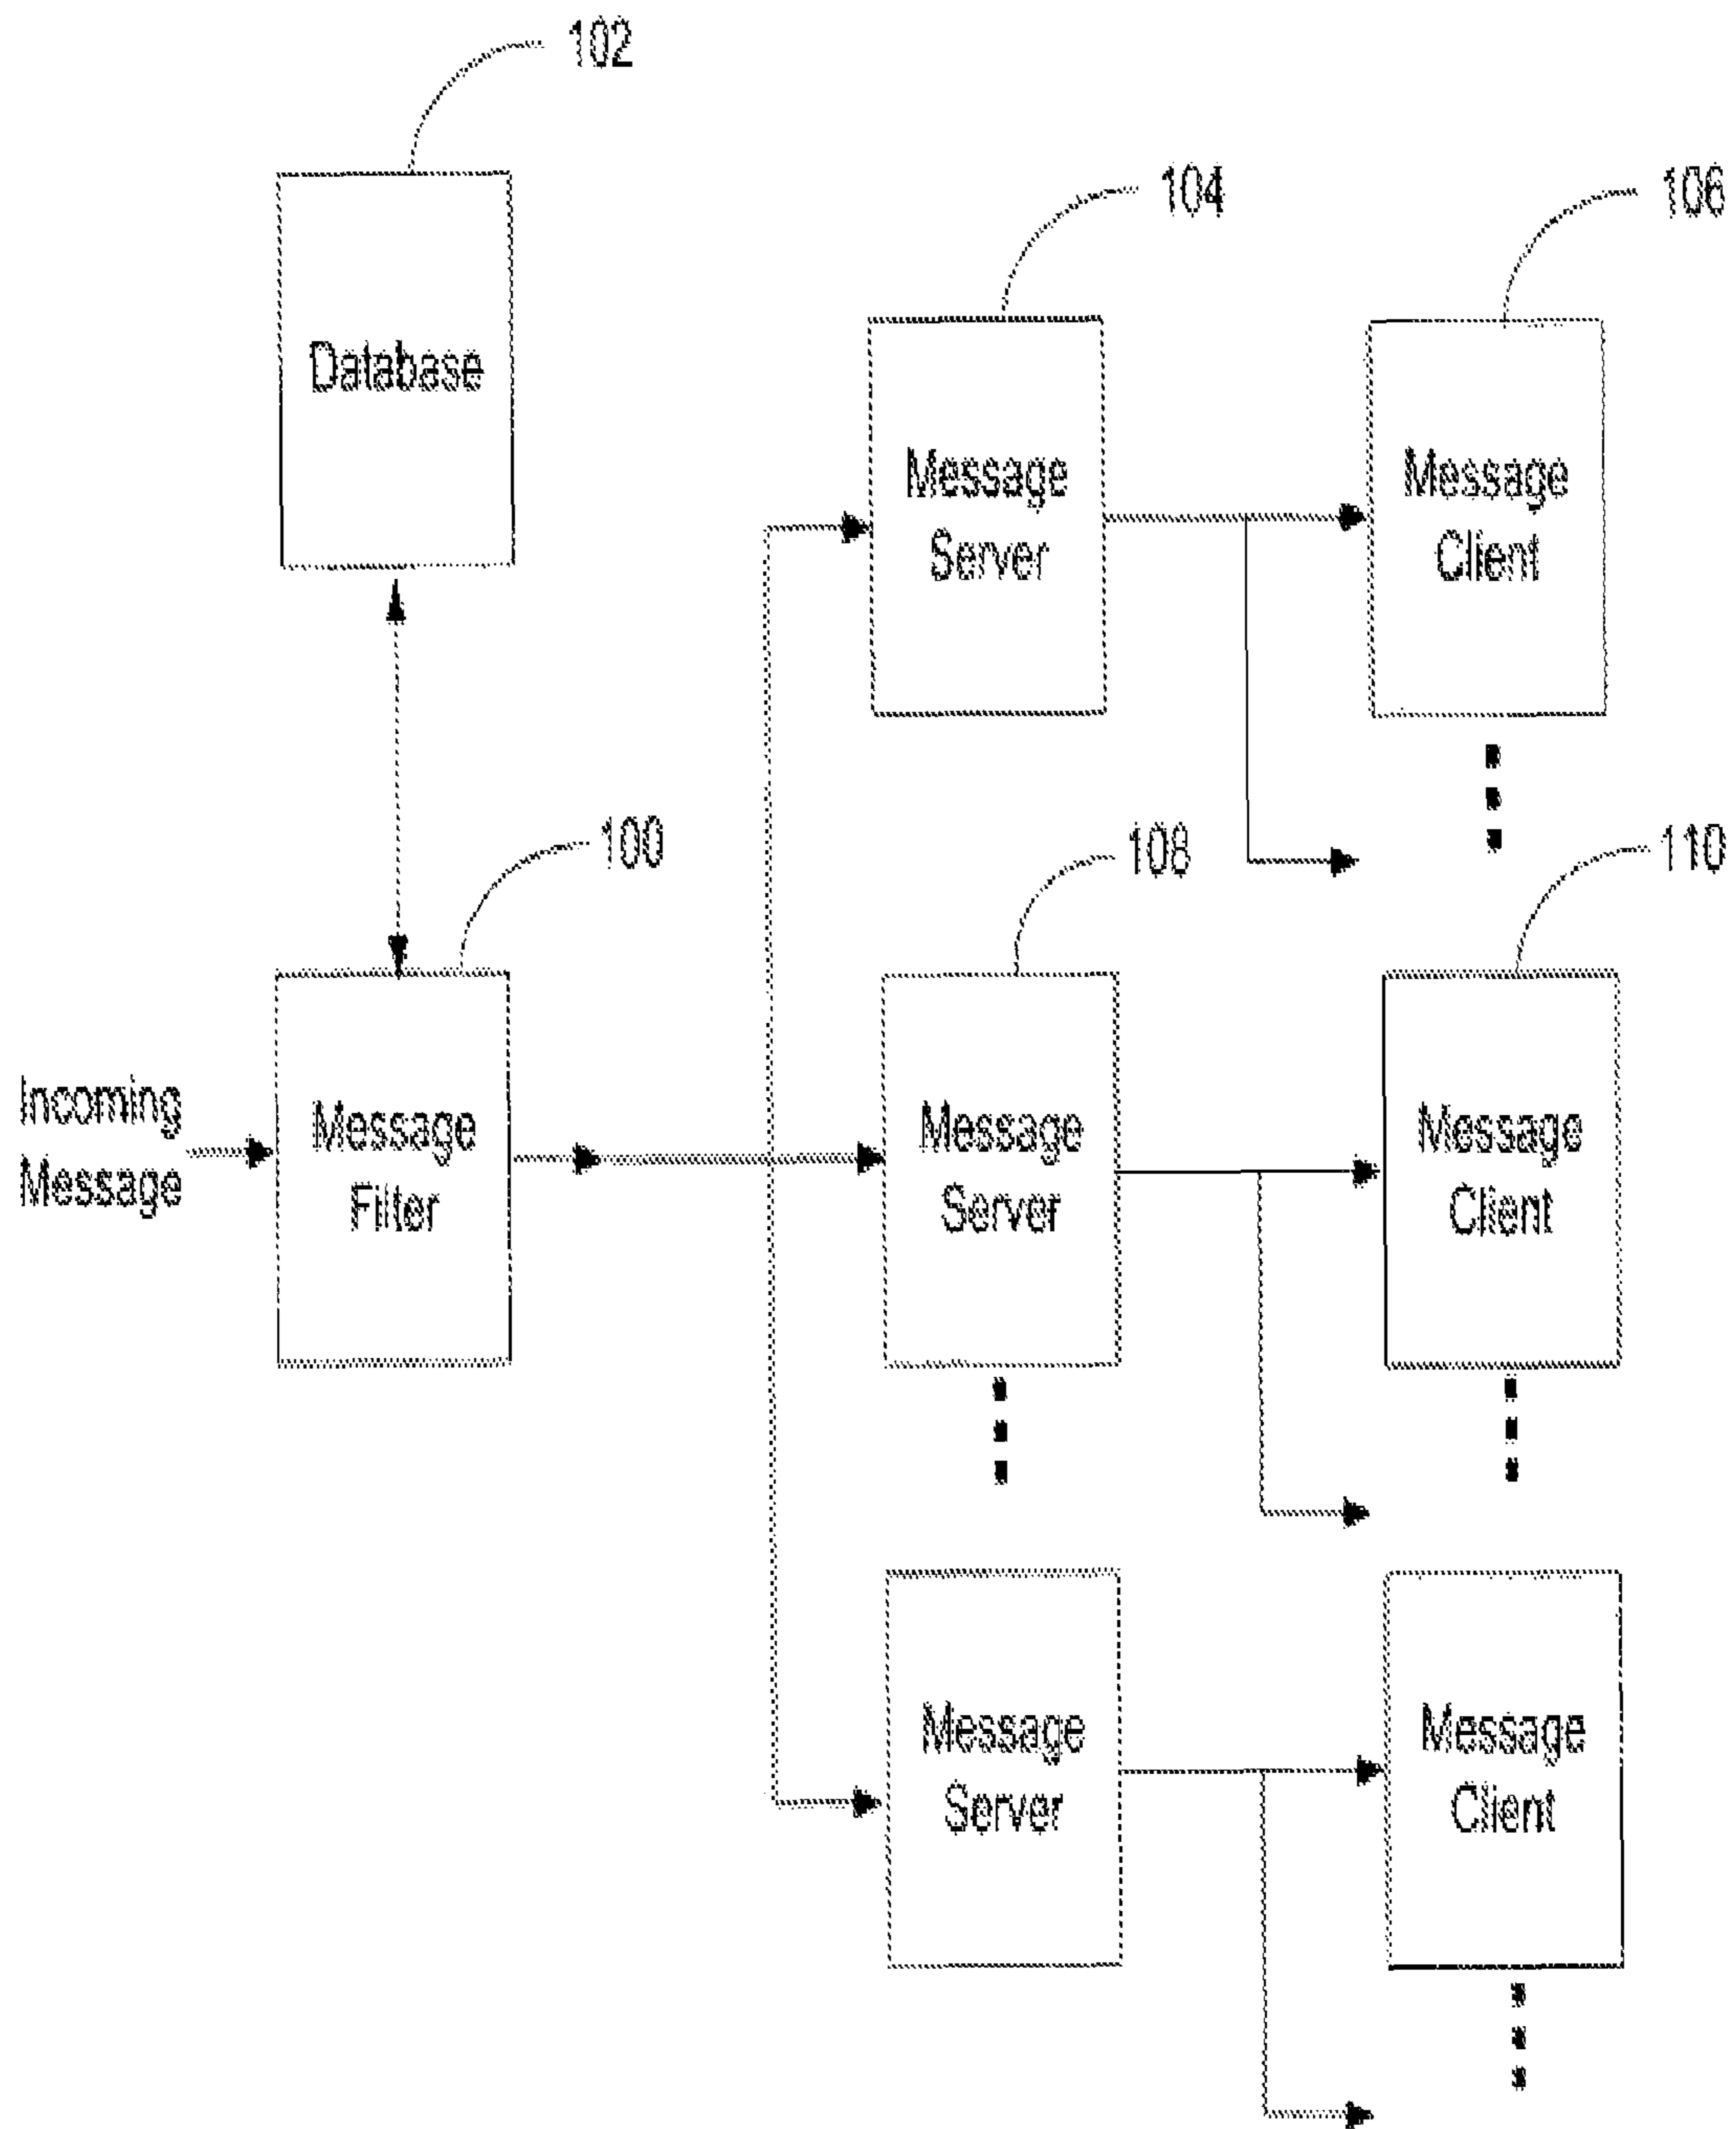 102
Database
104
Message
Server
106
Message
Client
100
Incoming
Message
Message
Filter
108
Message
Server
110
Message
Client
Message
Server
Message
Client